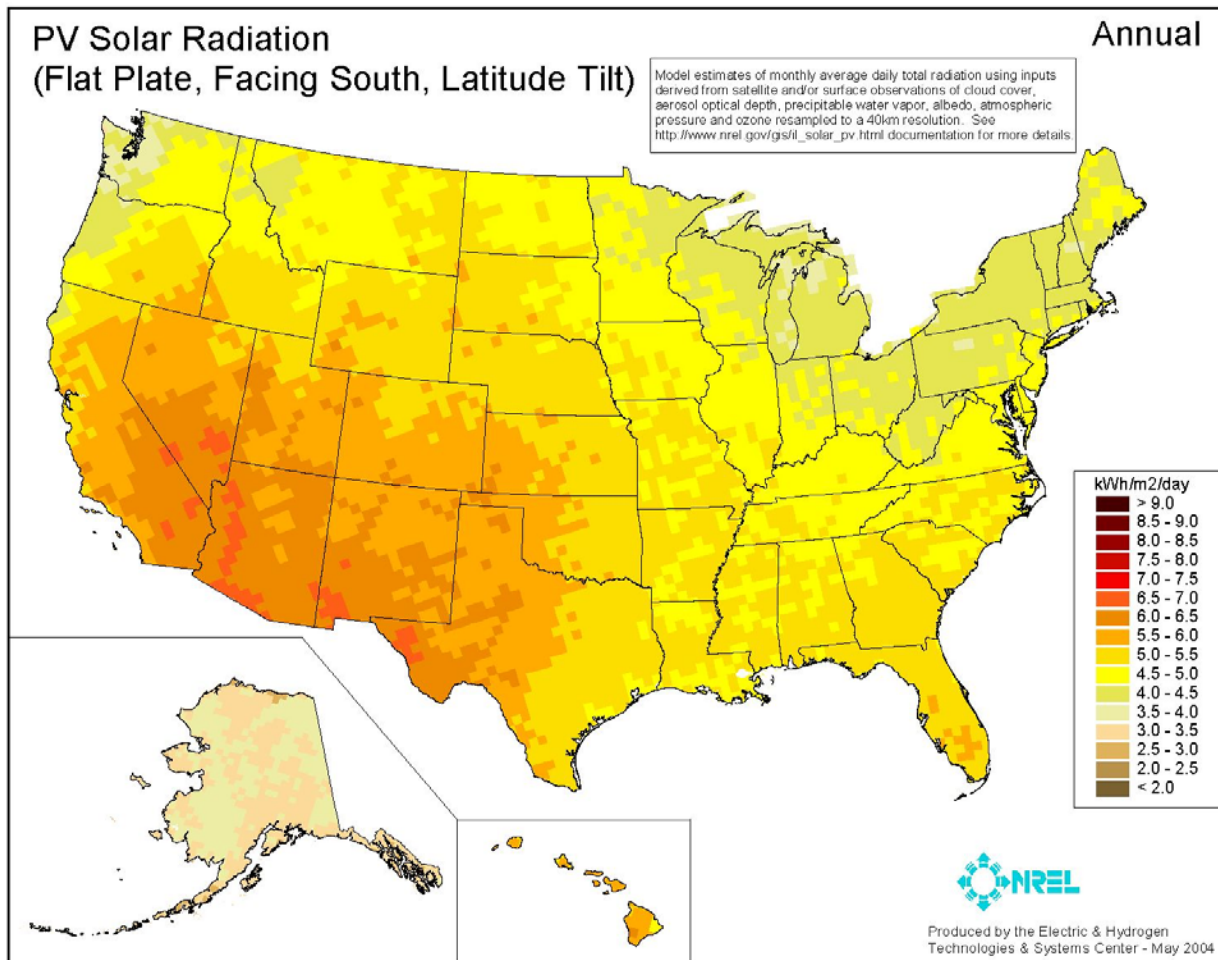 PV Solar Radiation
(Flat Plate, Facing South, Latitude Tilt)
Annual
Model estimates of monthly average daily total radiation using inputs
derived from satellite and/or surface observations of cloud cover,
aerosol optical depth, precipitable water vapor, albedo, atmospheric
pressure and ozone resampled to a 40km resolution. See
http://www.nrel.gov/gis/il_solar_pv.html documentation for more details.
kWh/m2/day
> 9.0
8.5 - 9.0
8.0 - 8.5
7.5 - 8.0
7.0 - 7.5
6.5 - 7.0
6.0 - 6.5
5.5 - 6.0
5.0 - 5.5
4.5 - 5.0
4.0 - 4.5
3.5 - 4.0
3.0 - 3.5
2.5 - 3.0
2.0 - 2.5
< 2.0
NREL
Produced by the Electric & Hydrogen
Technologies & Systems Center - May 2004